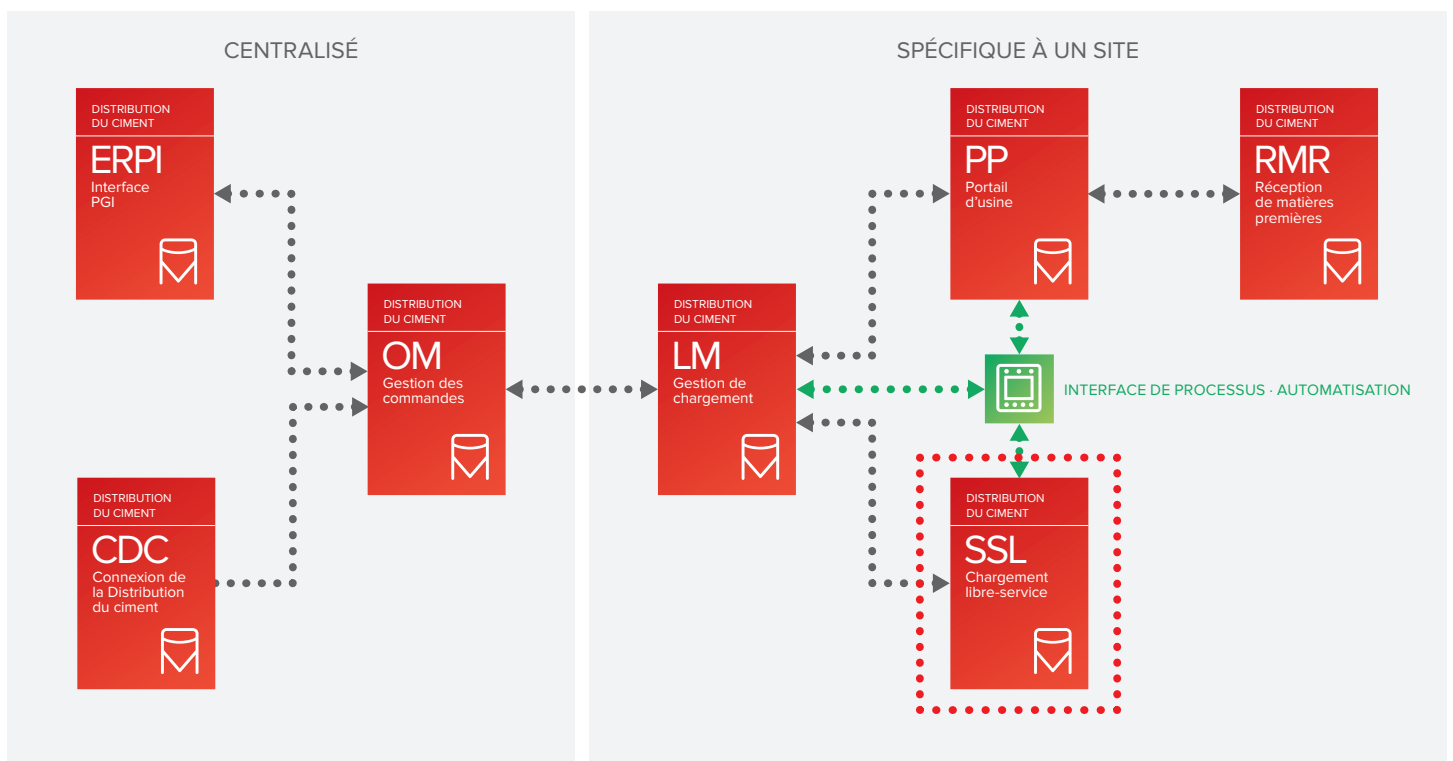 CENTRALISÉ
SPÉCIFIQUE À UN SITE
DISTRIBUTION
DU CIMENT
ERPI
Interface
PGI
DISTRIBUTION
DU CIMENT
PP
Portail
d'usine
DISTRIBUTION
DU CIMENT
RMR
Réception
de matières
premières
DISTRIBUTION
DU CIMENT
OM
Gestion des
commandes
DISTRIBUTION
DU CIMENT
LM
Gestion de
chargement
INTERFACE DE PROCESSUS · AUTOMATISATION
DISTRIBUTION
DU CIMENT
CDC
Connexion de
la Distribution
du ciment
DISTRIBUTION
DU CIMENT
SSL
Chargement
libre-service